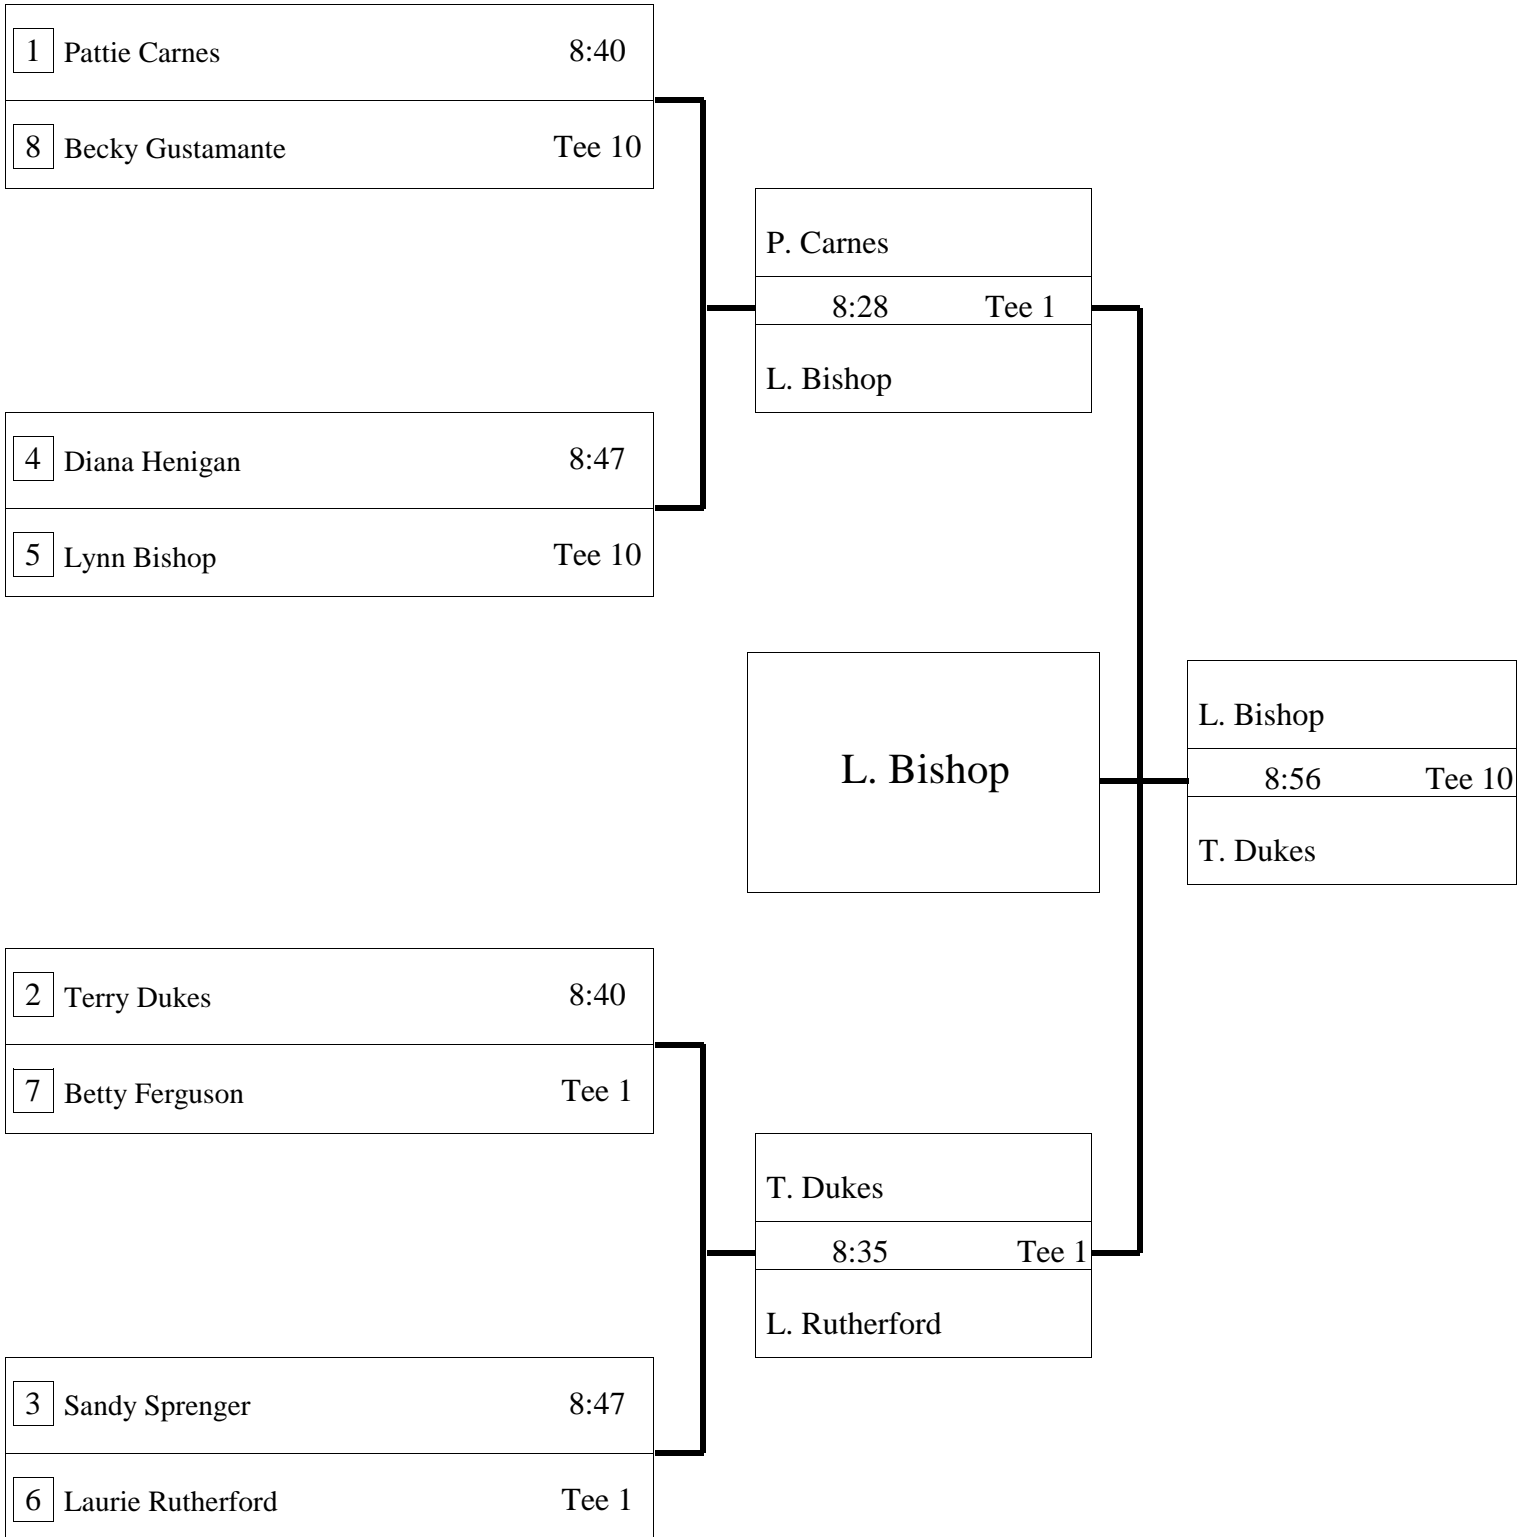 1 Pattie Carnes 8:40
8 Becky Gustamante Tee 10
P. Carnes
8:28 Tee 1
L. Bishop
4 Diana Henigan 8:47
5 Lynn Bishop Tee 10
L. Bishop
L. Bishop
8:56 Tee 10
T. Dukes
2 Terry Dukes 8:40
7 Betty Ferguson Tee 1
T. Dukes
8:35 Tee 1
L. Rutherford
3 Sandy Sprenger 8:47
6 Laurie Rutherford Tee 1